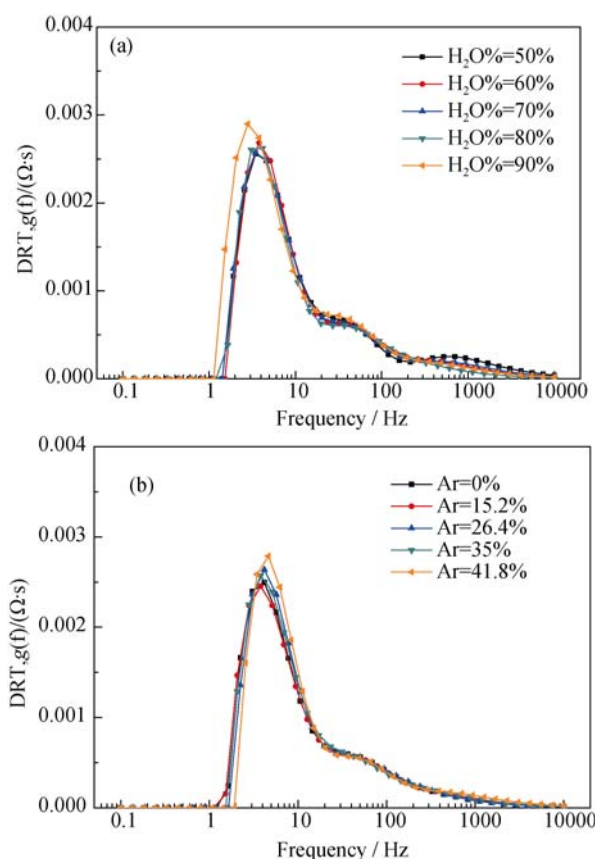 (a)
H₂O%=50%
H₂O%=60%
H₂O%=70%
H₂O%=80%
H₂O%=90%
DRT,g(f)/(Ω·s)
0.004
0.003
0.002
0.001
0.000
0.1 1 10 100 1000 10000
Frequency / Hz
(b)
Ar=0%
Ar=15.2%
Ar=26.4%
Ar=35%
Ar=41.8%
DRT,g(f)/(Ω·s)
0.004
0.003
0.002
0.001
0.000
0.1 1 10 100 1000 10000
Frequency / Hz